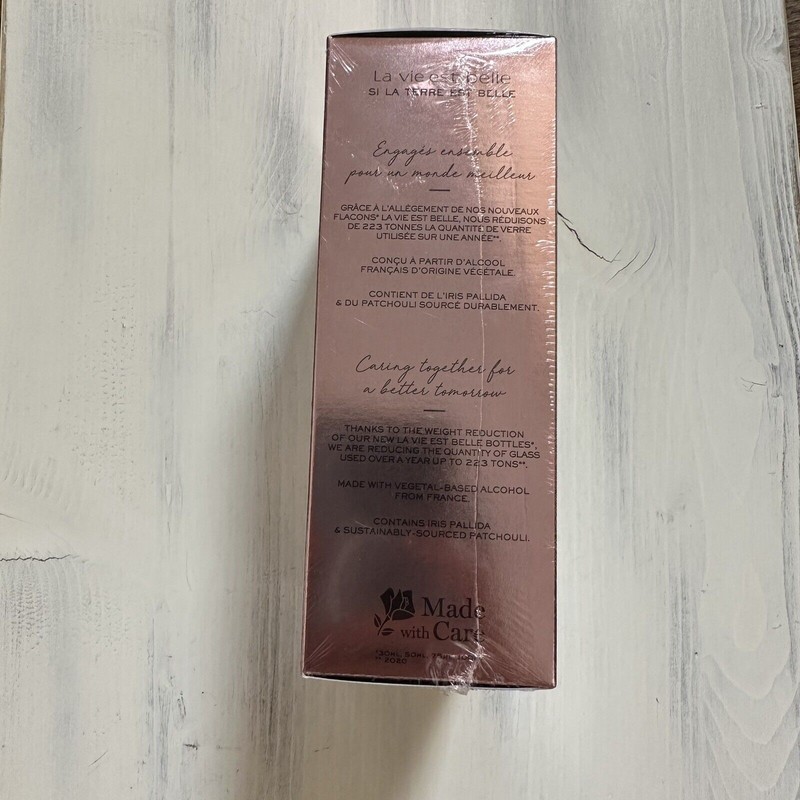 La vie est belle
SI LA TERRE EST BELLE
Engagés ensemble
pour un monde meilleur
GRÂCE À L'ALLÈGEMENT DE NOS NOUVEAUX
FLACONS* LA VIE EST BELLE, NOUS RÉDUISONS
DE 223 TONNES LA QUANTITÉ DE VERRE
UTILISÉE SUR UNE ANNÉE**.
CONÇU À PARTIR D'ALCOOL
FRANÇAIS D'ORIGINE VÉGÉTALE.
CONTIENT DE L'IRIS PALLIDA
& DU PATCHOULI SOURCÉ DURABLEMENT.
Caring together for
a better tomorrow
THANKS TO THE WEIGHT REDUCTION
OF OUR NEW LA VIE EST BELLE BOTTLES*,
WE ARE REDUCING THE QUANTITY OF GLASS
USED OVER A YEAR UP TO 223 TONS**.
MADE WITH VEGETAL-BASED ALCOHOL
FROM FRANCE.
CONTAINS IRIS PALLIDA
& SUSTAINABLY-SOURCED PATCHOULI.
Made
with Care
*30ML, 50ML,
** 2020